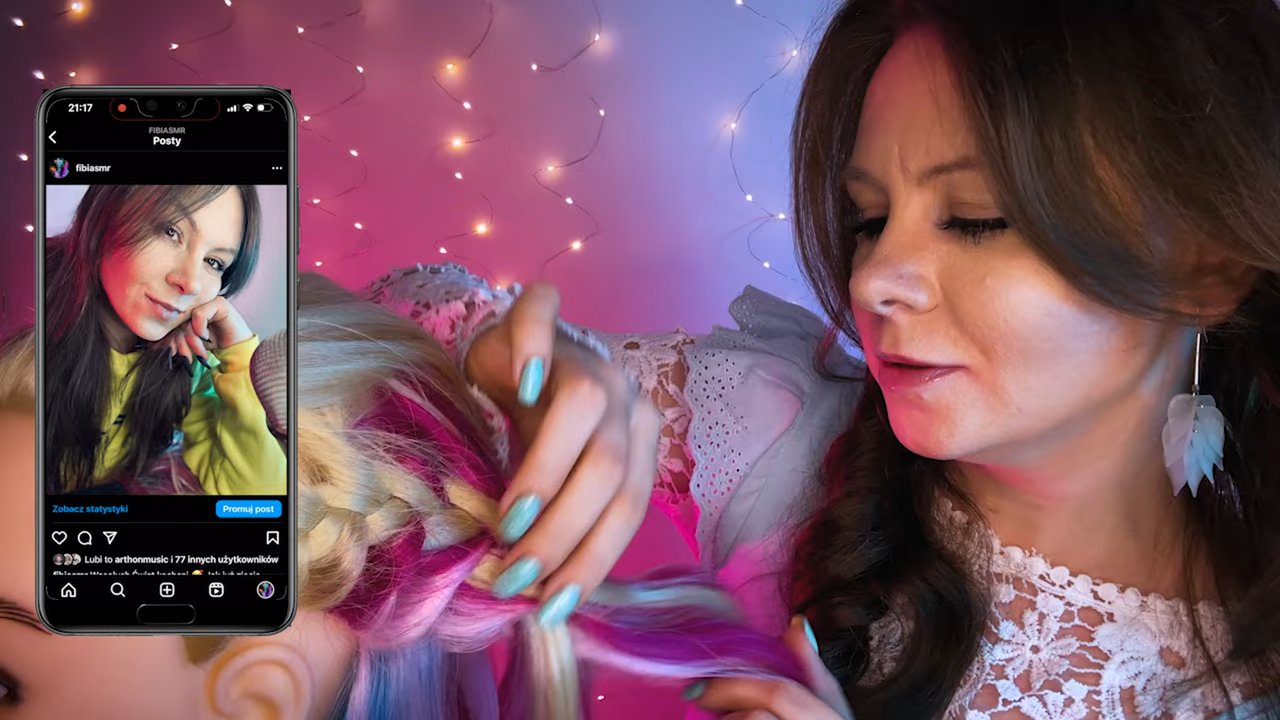 21:17
FIBIASMR
Posty
fibiasmr
Zobacz statystyki
Promuj post
Lubi to arthonmusic i 77 innych użytkowników